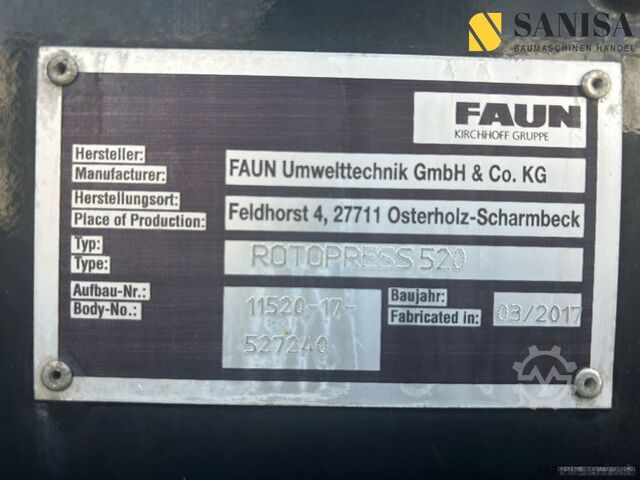 SANISA
BAUMASCHINEN HANDEL
FAUN
KIRCHHOFF GRUPPE
Hersteller:
Manufacturer:
FAUN Umwelttechnik GmbH & Co. KG
Herstellungsort:
Place of Production:
Feldhorst 4, 27711 Osterholz-Scharmbeck
Typ:
Type:
ROTOPRESS 520
Aufbau-Nr.:
Body-No.:
11520-17-
527240
Baujahr:
Fabricated in:
03/2017